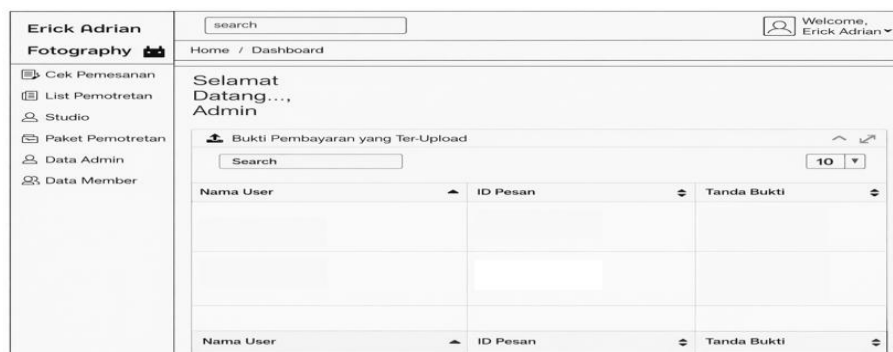 Erick Adrian
Fotography
search
Welcome,
Erick Adrian
Home / Dashboard
Cek Pemesanan
List Pemotretan
Studio
Paket Pemotretan
Data Admin
Data Member
Selamat
Datang...,
Admin
Bukti Pembayaran yang Ter-Upload
Search
10
Nama User ID Pesan Tanda Bukti
Nama User ID Pesan Tanda Bukti